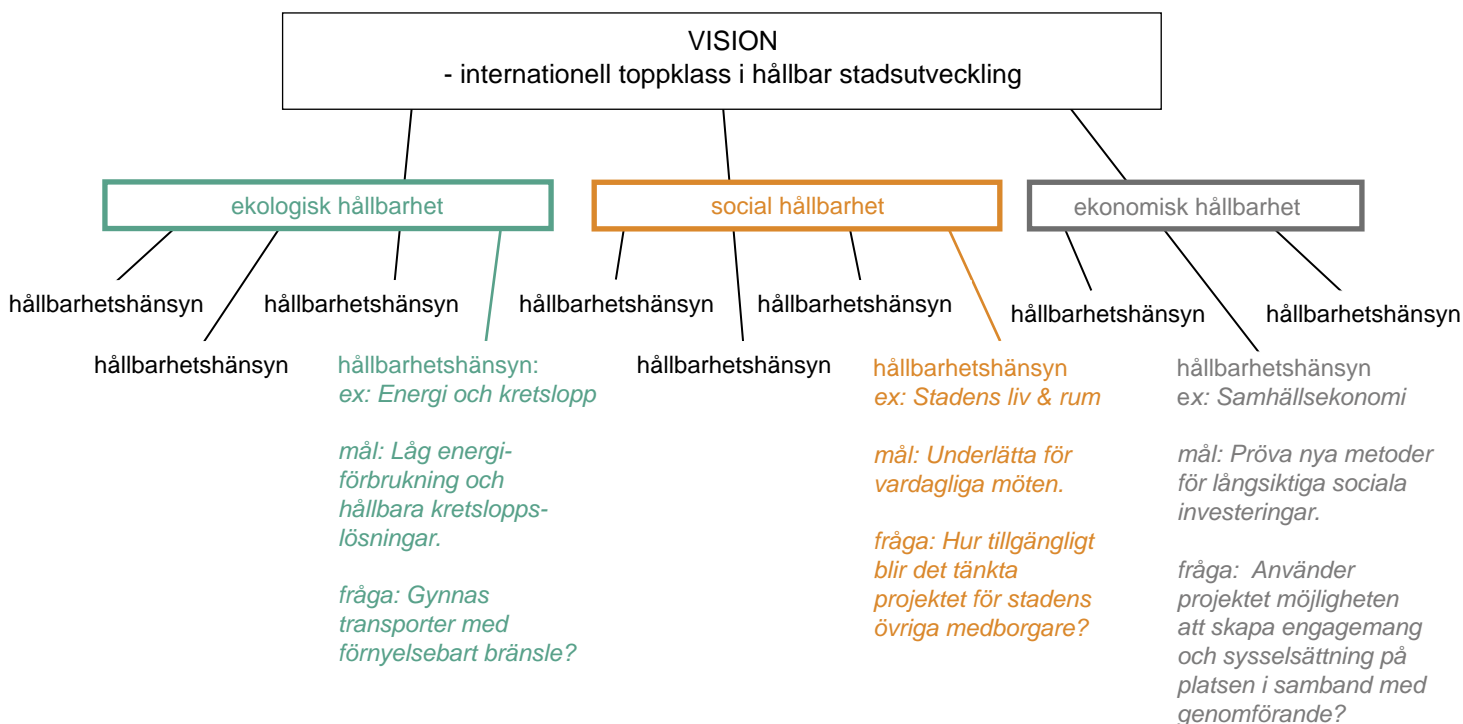 VISION
- internationell toppklass i hållbar stadsutveckling
ekologisk hållbarhet
social hållbarhet
ekonomisk hållbarhet
hållbarhetshänsyn
hållbarhetshänsyn
hållbarhetshänsyn
hållbarhetshänsyn:
ex: Energi och kretslopp
mål: Låg energi-
förbrukning och
hållbara kretslopps-
lösningar.
fråga: Gynnas
transporter med
förnyelsebart bränsle?
hållbarhetshänsyn
hållbarhetshänsyn
hållbarhetshänsyn
hållbarhetshänsyn
ex: Stadens liv & rum
mål: Underlätta för
vardagliga möten.
fråga: Hur tillgängligt
blir det tänkta
projektet för stadens
övriga medborgare?
hållbarhetshänsyn
hållbarhetshänsyn
hållbarhetshänsyn
ex: Samhällsekonomi
mål: Pröva nya metoder
för långsiktiga sociala
investeringar.
fråga: Använder
projektet möjligheten
att skapa engagemang
och sysselsättning på
platsen i samband med
genomförande?